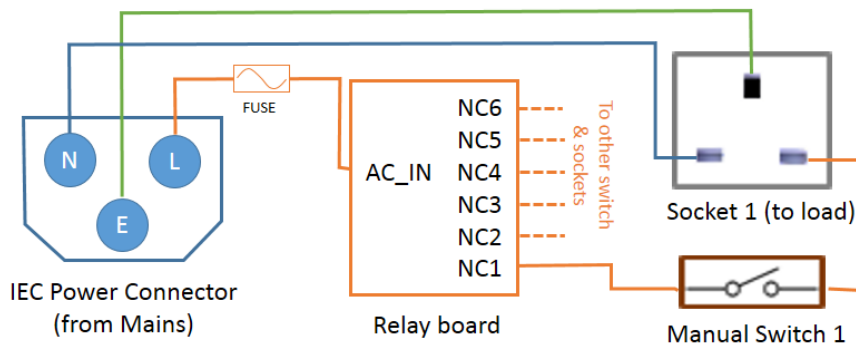 N
L
E
IEC Power Connector
(from Mains)
FUSE
AC_IN
NC6
NC5
NC4
NC3
NC2
NC1
Relay board
To other switch
& sockets
Socket 1 (to load)
Manual Switch 1